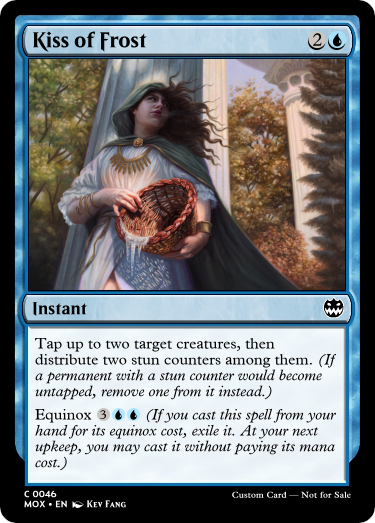 Kiss of Frost 2
Instant
Tap up to two target creatures, then
distribute two stun counters among them. (If
a permanent with a stun counter would become
untapped, remove one from it instead.)
Equinox 3 (If you cast this spell from your
hand for its equinox cost, exile it. At your next
upkeep, you may cast it without paying its mana
cost.)
C 0046
MOX • EN Kev Fang
Custom Card — Not for Sale